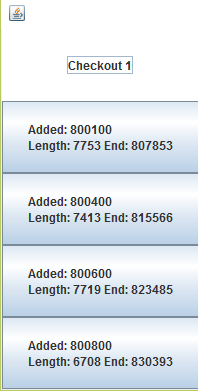 Checkout 1
Added: 800100
Length: 7753 End: 807853
Added: 800400
Length: 7413 End: 815566
Added: 800600
Length: 7719 End: 823485
Added: 800800
Length: 6708 End: 830393